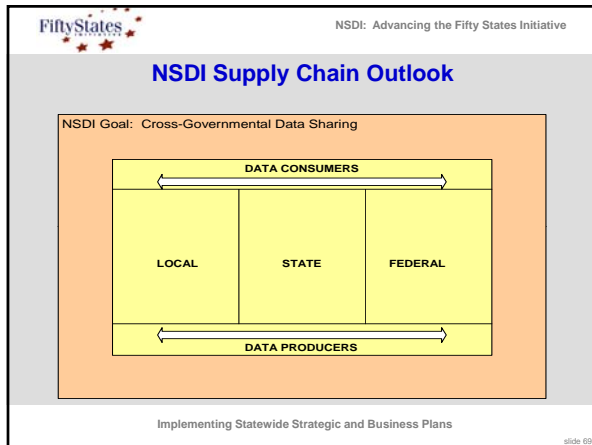 FiftyStates
INITIATIVE
NSDI: Advancing the Fifty States Initiative
NSDI Supply Chain Outlook
NSDI Goal: Cross-Governmental Data Sharing
DATA CONSUMERS
LOCAL STATE FEDERAL
DATA PRODUCERS
Implementing Statewide Strategic and Business Plans
slide 69